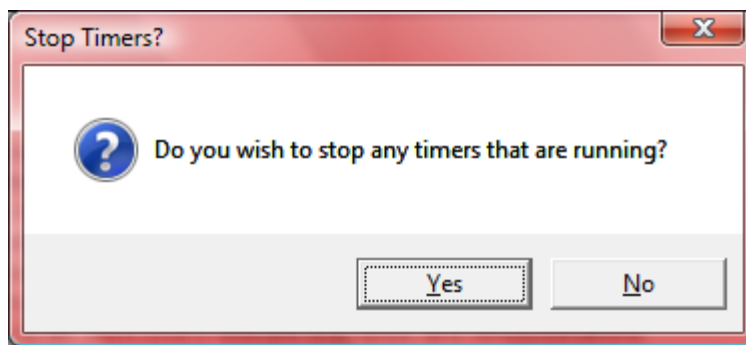 Stop Timers?
Do you wish to stop any timers that are running?
Yes
No